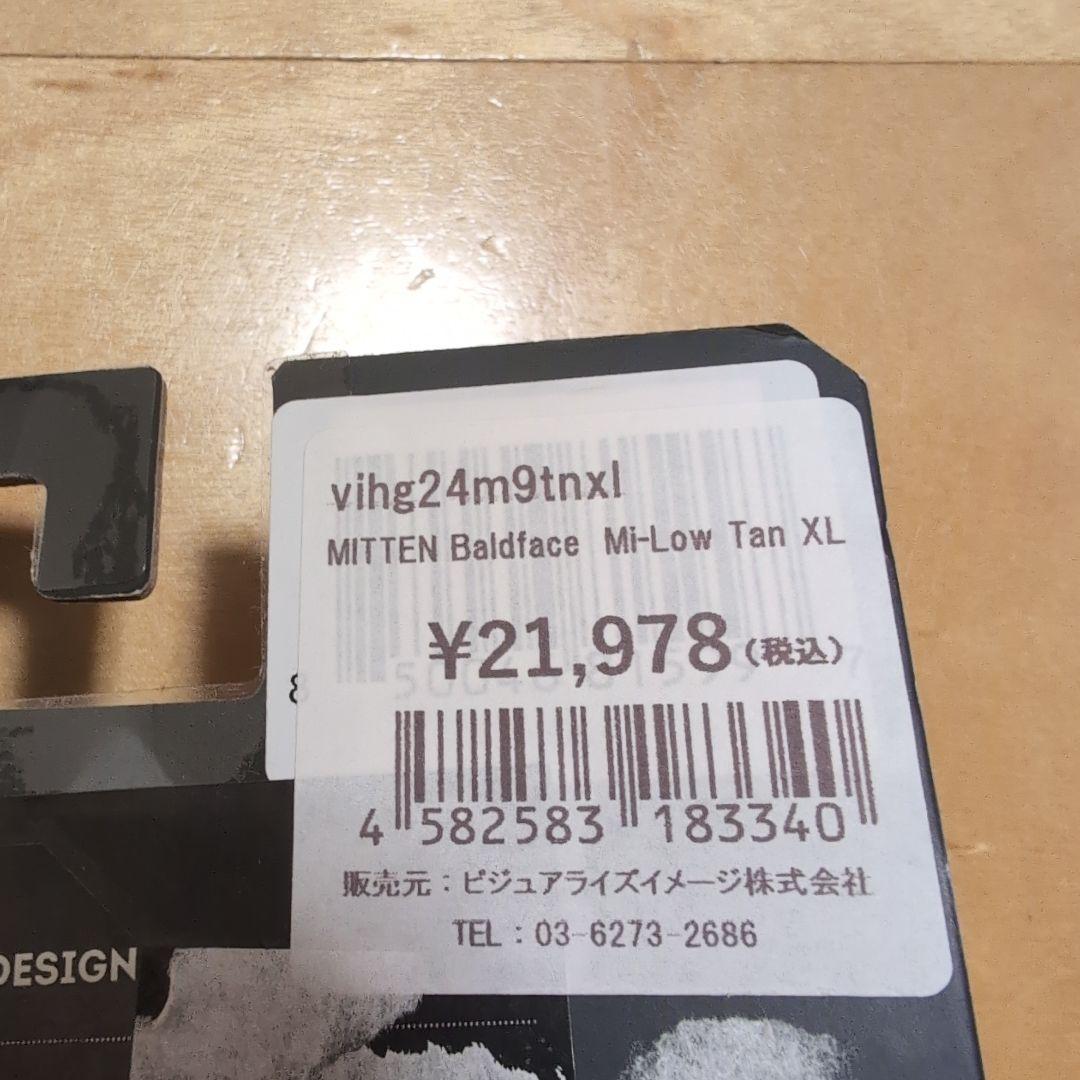 vihg24m9tnxl
MITTEN Baldface Mi-Low Tan XL
¥21,978(税込)
8
4 582583 183340
販売元:ビジュアライズイメージ株式会社
TEL:03-6273-2686
DESIGN